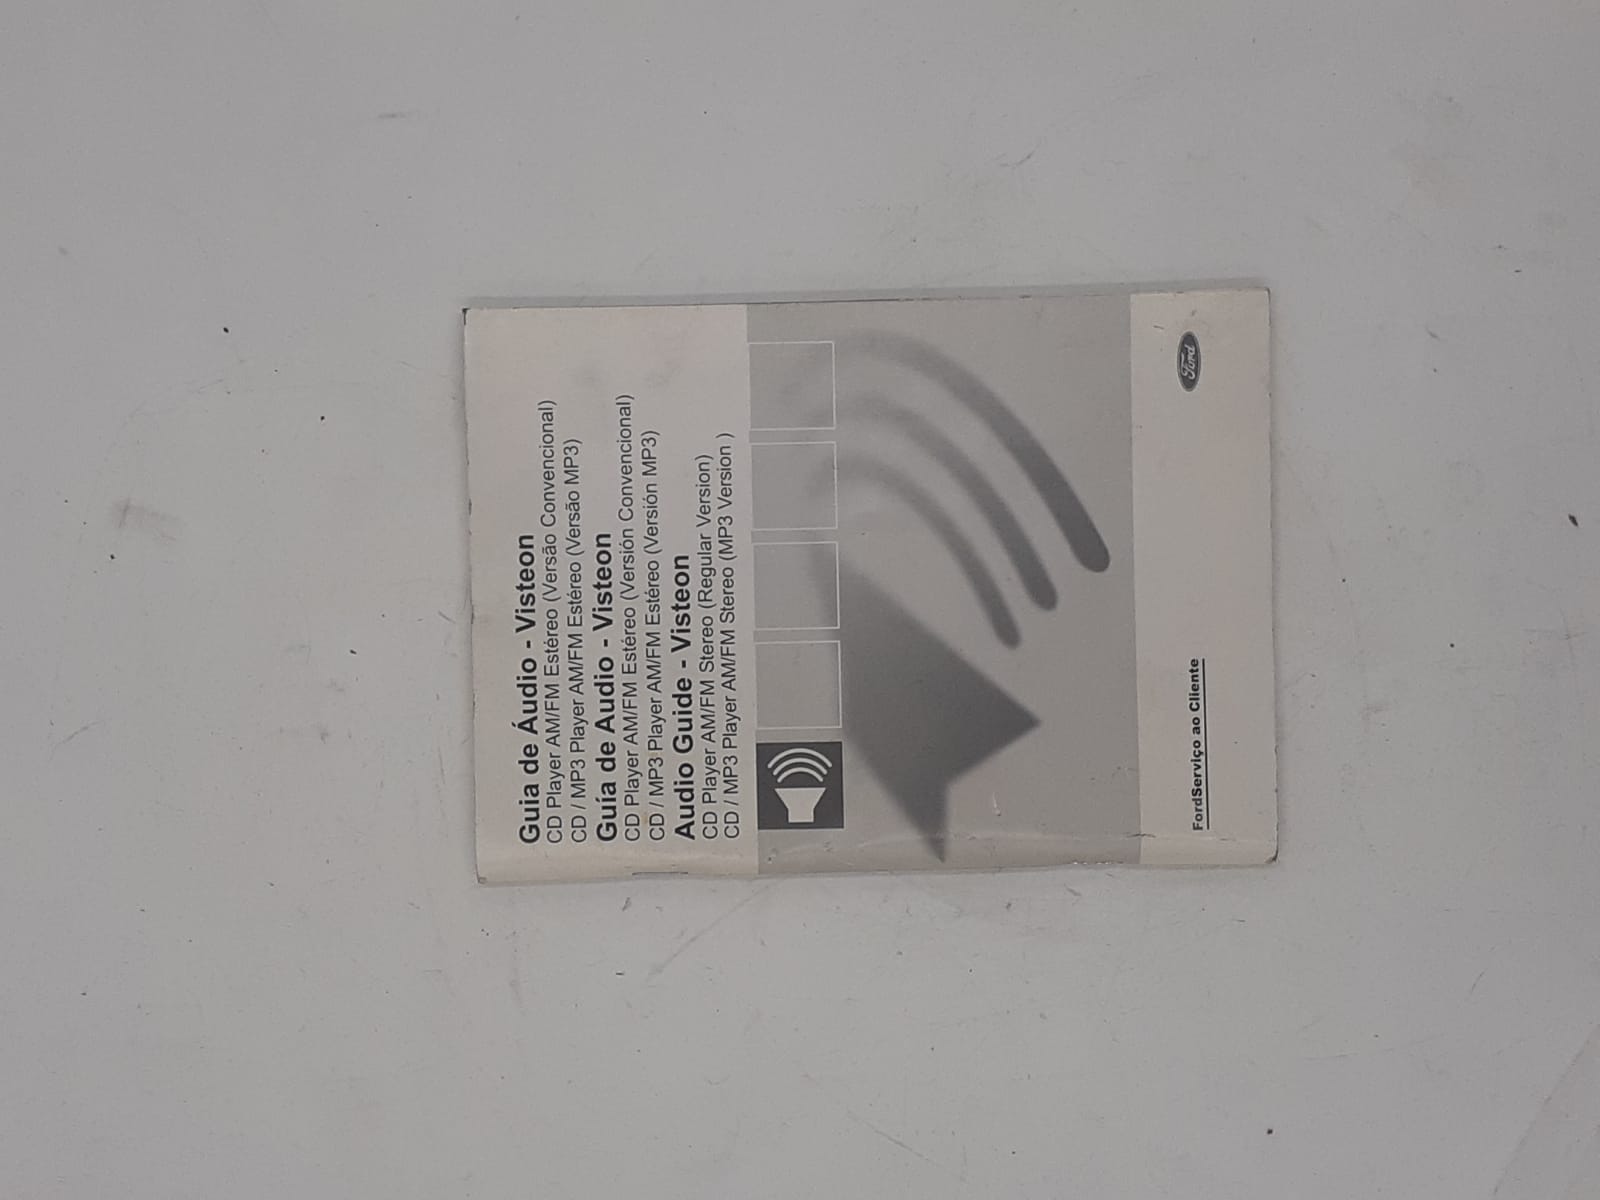 Guia de Áudio - Visteon
CD Player AM/FM Estéreo (Versão Convencional)
CD / MP3 Player AM/FM Estéreo (Versão MP3)
Guía de Audio - Visteon
CD Player AM/FM Estéreo (Versión Convencional)
CD / MP3 Player AM/FM Estéreo (Versión MP3)
Audio Guide - Visteon
CD Player AM/FM Stereo (Regular Version)
CD / MP3 Player AM/FM Stereo (MP3 Version )
FordServiço ao Cliente
Ford